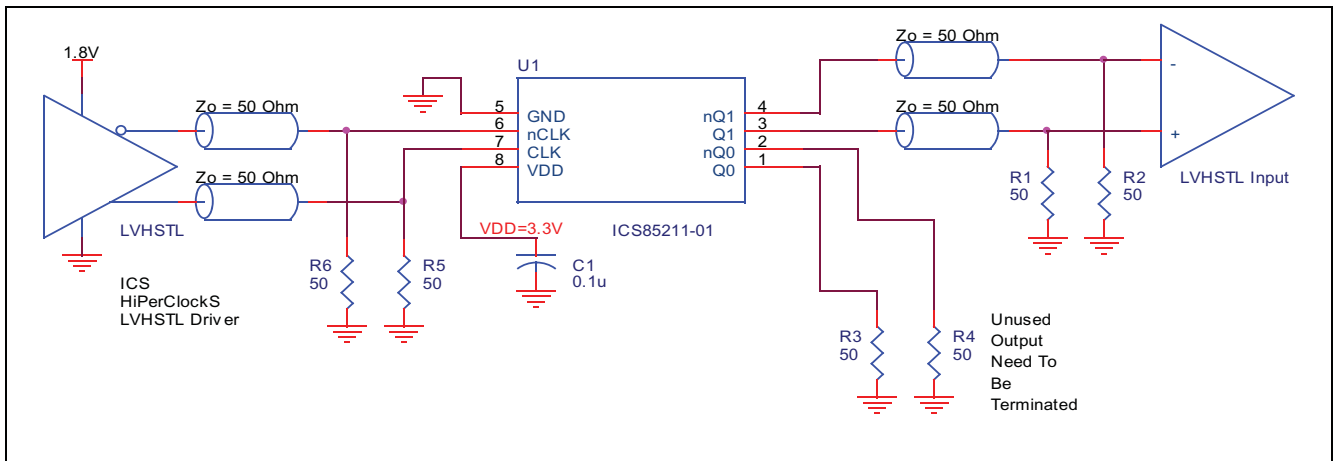 1.8V
Zo = 50 Ohm
Zo = 50 Ohm
LVHSTL
ICS
HiPerClockS
LVHSTL Driver
R6
50
R5
50
VDD=3.3V
C1
0.1u
U1
5
6
7
8
GND
nCLK
CLK
VDD
nQ1
Q1
nQ0
Q0
4
3
2
1
ICS85211-01
Zo = 50 Ohm
Zo = 50 Ohm
-
+
LVHSTL Input
R1
50
R2
50
R3
50
R4
50
Unused
Output
Need To
Be
Terminated